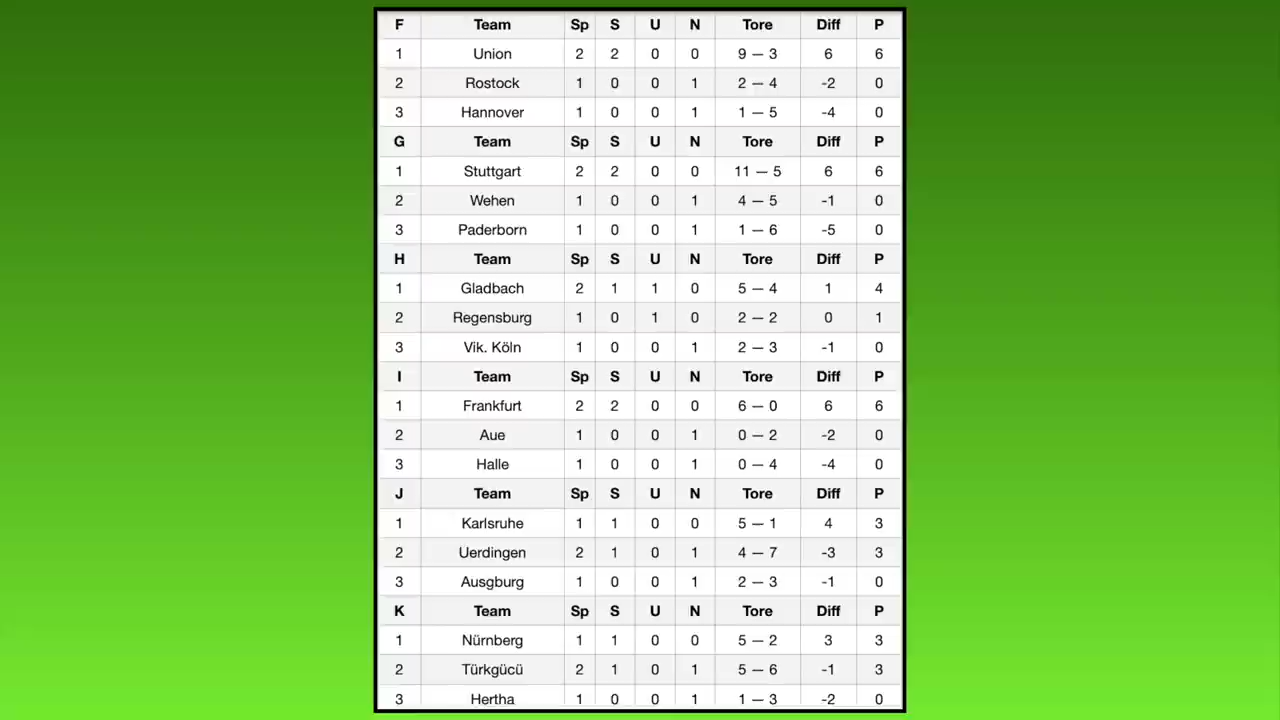 F Team Sp S U N Tore Diff P
1 Union 2 2 0 0 9 — 3 6 6
2 Rostock 1 0 0 1 2 — 4 -2 0
3 Hannover 1 0 0 1 1 — 5 -4 0
G Team Sp S U N Tore Diff P
1 Stuttgart 2 2 0 0 11 — 5 6 6
2 Wehen 1 0 0 1 4 — 5 -1 0
3 Paderborn 1 0 0 1 1 — 6 -5 0
H Team Sp S U N Tore Diff P
1 Gladbach 2 1 1 0 5 — 4 1 4
2 Regensburg 1 0 1 0 2 — 2 0 1
3 Vik. Köln 1 0 0 1 2 — 3 -1 0
I Team Sp S U N Tore Diff P
1 Frankfurt 2 2 0 0 6 — 0 6 6
2 Aue 1 0 0 1 0 — 2 -2 0
3 Halle 1 0 0 1 0 — 4 -4 0
J Team Sp S U N Tore Diff P
1 Karlsruhe 1 1 0 0 5 — 1 4 3
2 Uerdingen 2 1 0 1 4 — 7 -3 3
3 Ausgburg 1 0 0 1 2 — 3 -1 0
K Team Sp S U N Tore Diff P
1 Nürnberg 1 1 0 0 5 — 2 3 3
2 Türkgücü 2 1 0 1 5 — 6 -1 3
3 Hertha 1 0 0 1 1 — 3 -2 0